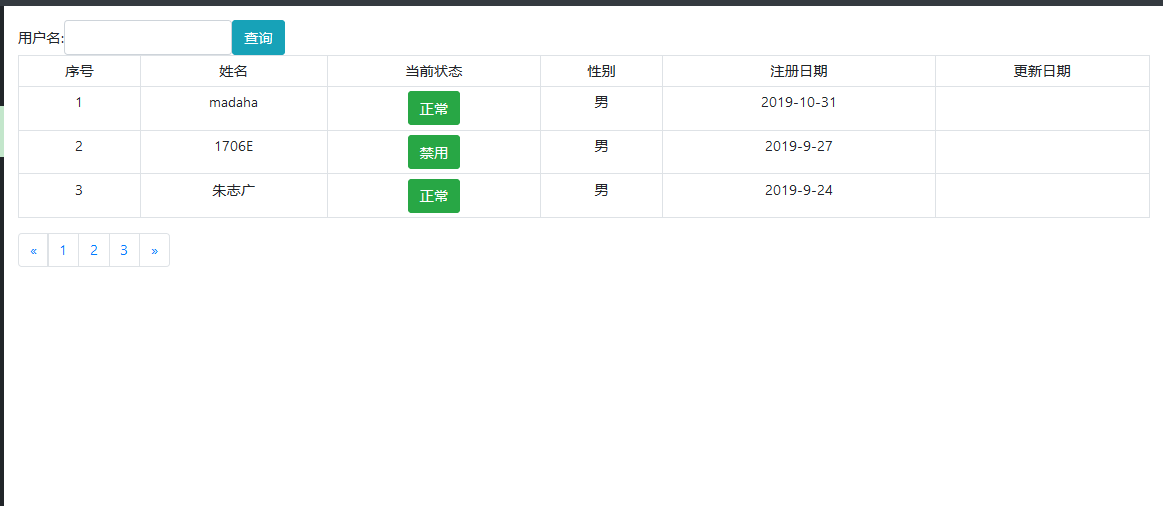 用户名: 查询
序号 姓名 当前状态 性别 注册日期 更新日期
1 madaha 正常 男 2019-10-31
2 1706E 禁用 男 2019-9-27
3 朱志广 正常 男 2019-9-24
« 1 2 3 »